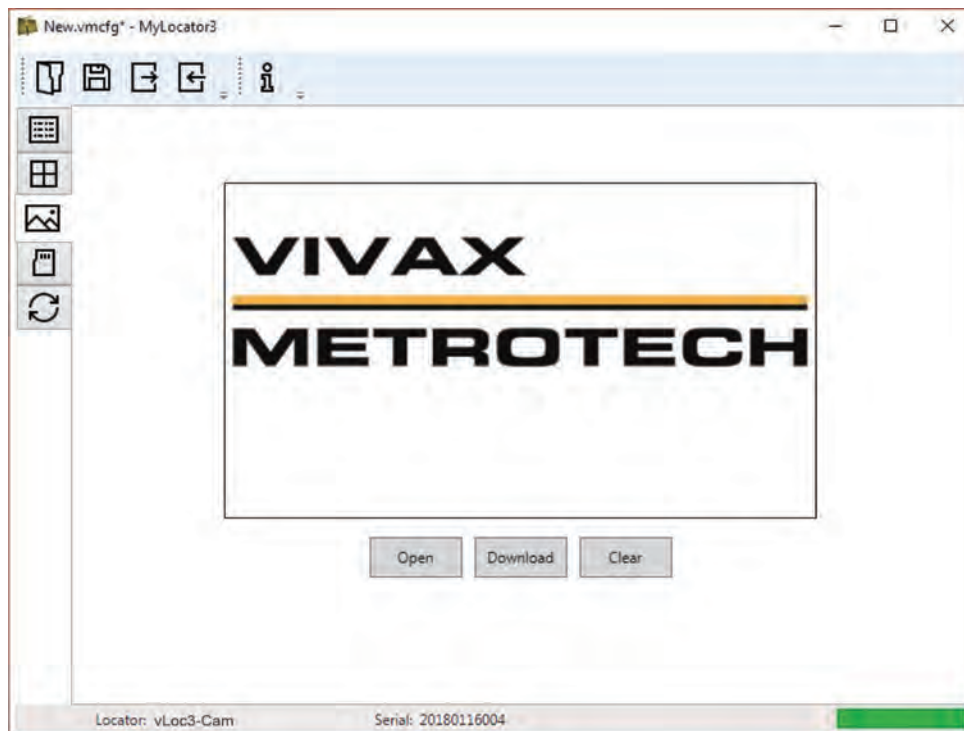 New.vmcfg* - MyLocator3
VIVAX
METROTECH
Open Download Clear
Locator: vLoc3-Cam Serial: 20180116004